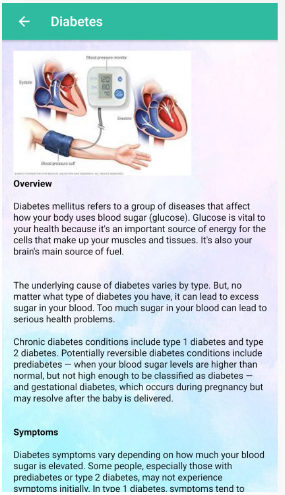 Diabetes
Blood pressure monitor
Systole
Diastole
Blood pressure cuff
Overview
Diabetes mellitus refers to a group of diseases that affect
how your body uses blood sugar (glucose). Glucose is vital to
your health because it's an important source of energy for the
cells that make up your muscles and tissues. It's also your
brain's main source of fuel.
The underlying cause of diabetes varies by type. But, no
matter what type of diabetes you have, it can lead to excess
sugar in your blood. Too much sugar in your blood can lead to
serious health problems.
Chronic diabetes conditions include type 1 diabetes and type
2 diabetes. Potentially reversible diabetes conditions include
prediabetes — when your blood sugar levels are higher than
normal, but not high enough to be classified as diabetes —
and gestational diabetes, which occurs during pregnancy but
may resolve after the baby is delivered.
Symptoms
Diabetes symptoms vary depending on how much your blood
sugar is elevated. Some people, especially those with
prediabetes or type 2 diabetes, may not experience
symptoms initially. In type 1 diabetes, symptoms tend to